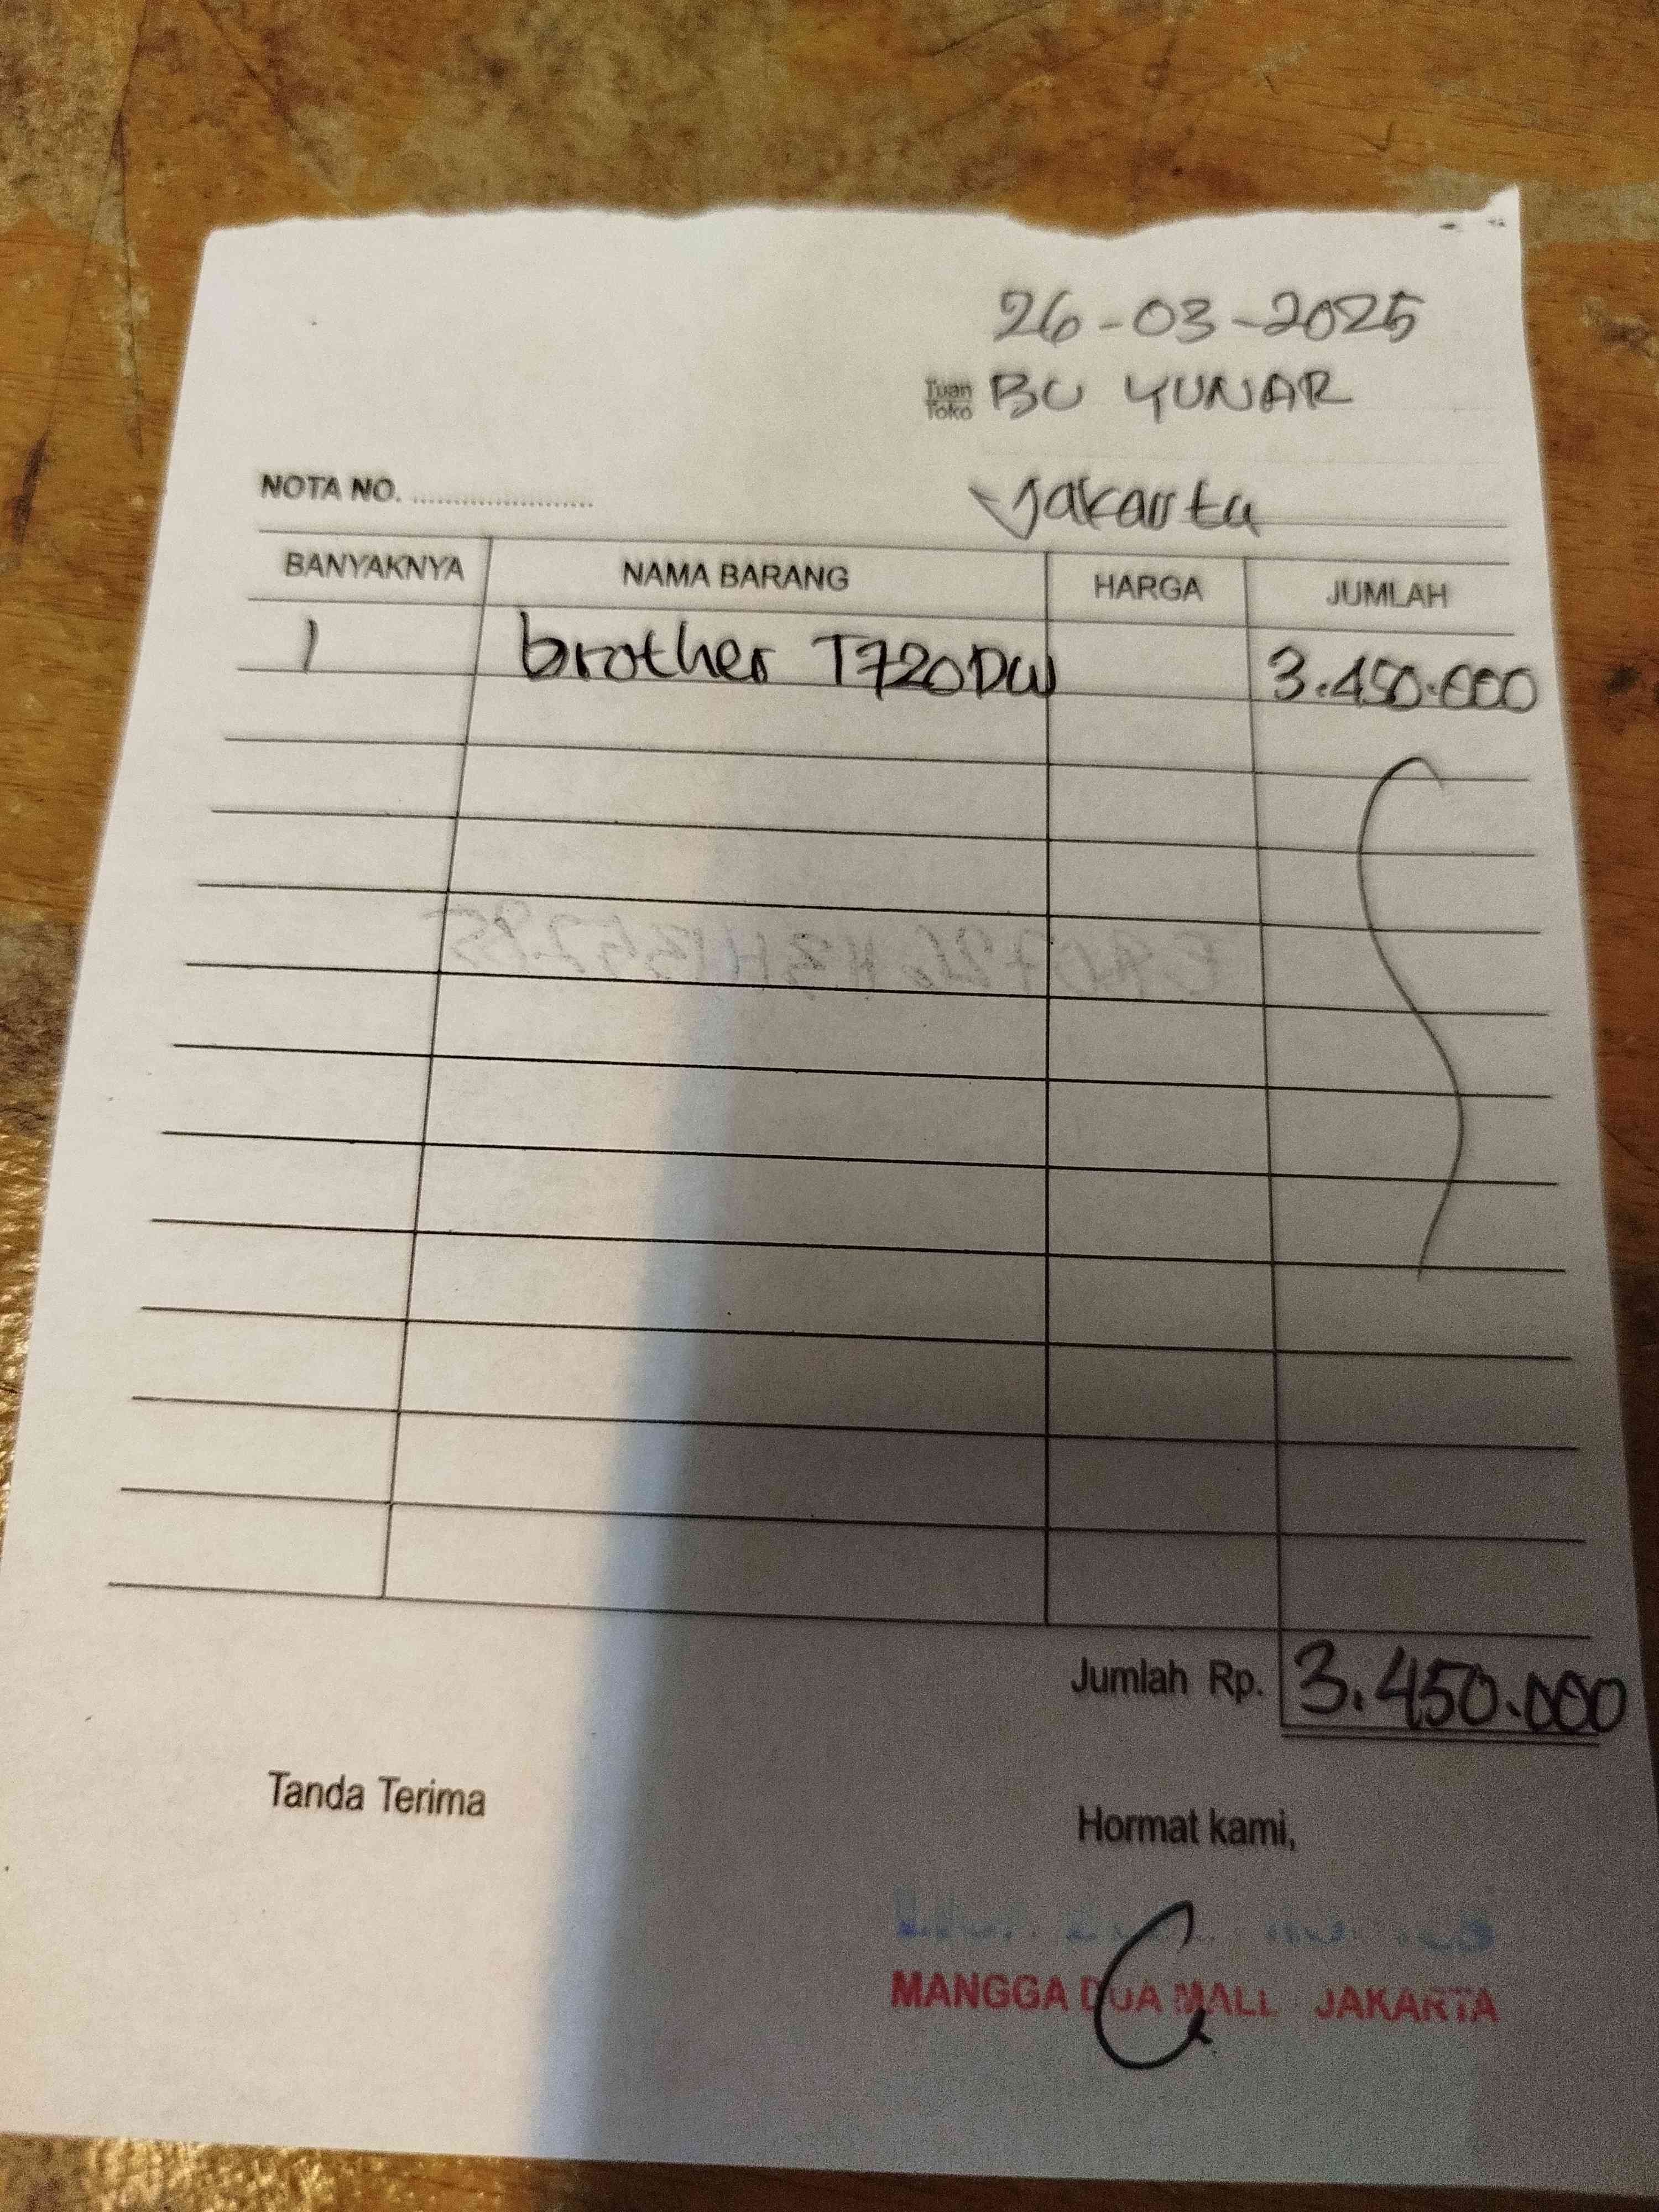 26-03-2025
Tuan
Toko BU YUNAR
Jakarta
NOTA NO. ......................
BANYAKNYA NAMA BARANG HARGA JUMLAH
1 brother T720DW 3.450.000
Jumlah Rp. 3.450.000
Tanda Terima
Hormat kami,
MANGGA DUA MALL JAKARTA